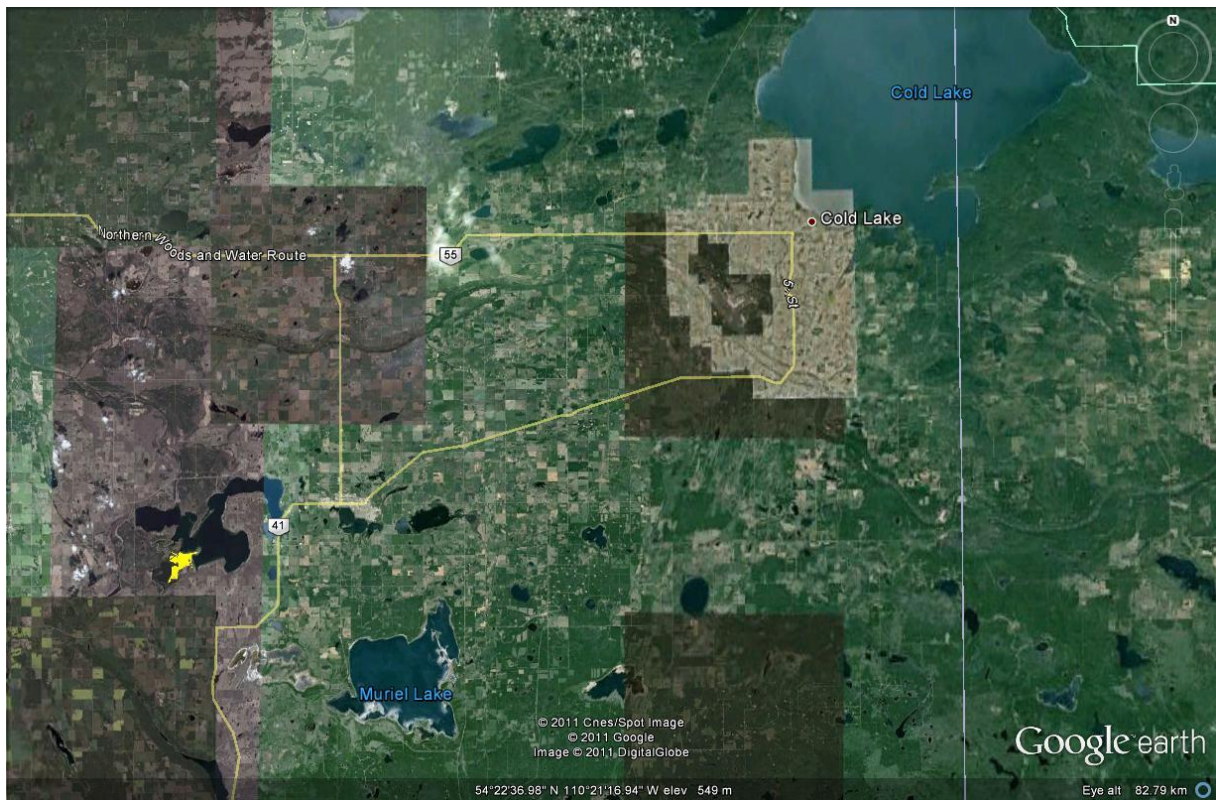 N
Cold Lake
Cold Lake
Northern Woods and Water Route
55
5, St
41
Muriel Lake
© 2011 Cnes/Spot Image
© 2011 Google
Image © 2011 DigitalGlobe
Google earth
54°22'36.98" N 110°21'16.94" W elev 549 m
Eye alt 82.79 km